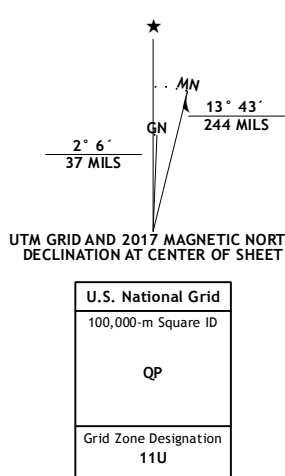 ★
MN
GN
13° 43´
244 MILS
2° 6´
37 MILS
UTM GRID AND 2017 MAGNETIC NORT
DECLINATION AT CENTER OF SHEET
U.S. National Grid
100,000-m Square ID
QP
Grid Zone Designation
11U